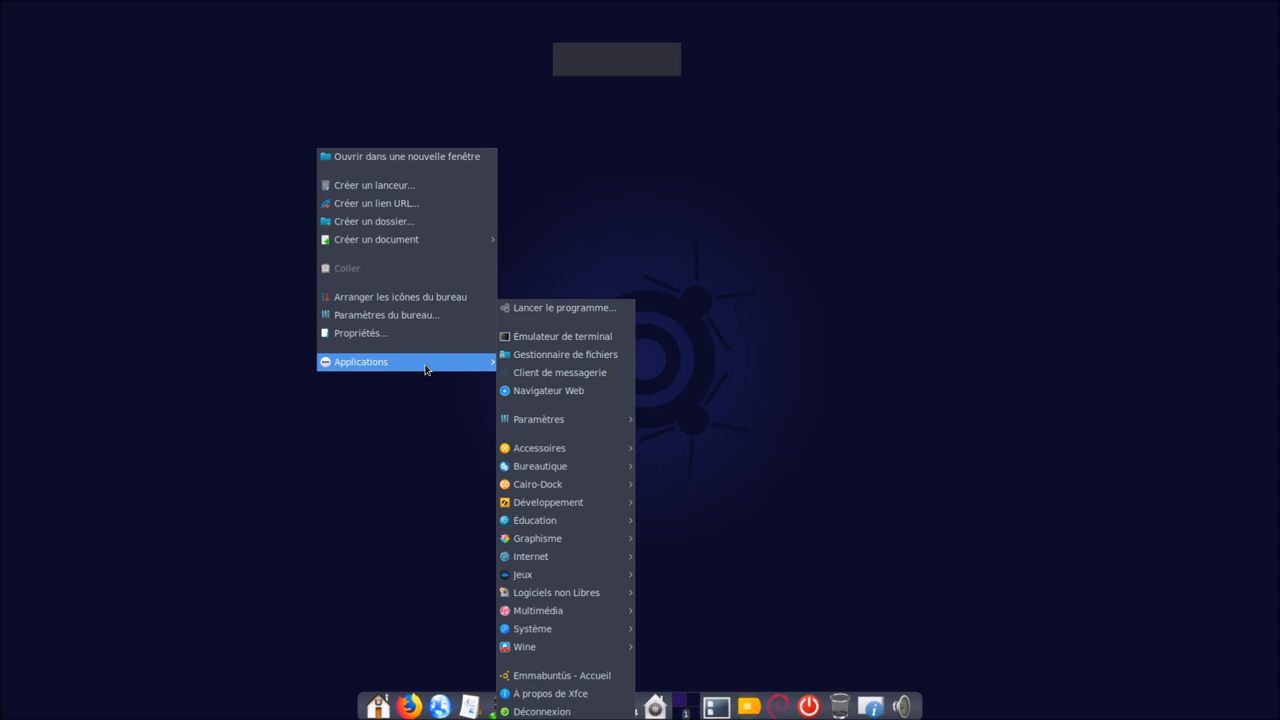 Ouvrir dans une nouvelle fenêtre
Créer un lanceur...
Créer un lien URL...
Créer un dossier...
Créer un document
Coller
Arranger les icônes du bureau
Paramètres du bureau...
Propriétés...
Applications
Lancer le programme...
Émulateur de terminal
Gestionnaire de fichiers
Client de messagerie
Navigateur Web
Paramètres
Accessoires
Bureautique
Cairo-Dock
Développement
Éducation
Graphisme
Internet
Jeux
Logiciels non Libres
Multimédia
Système
Wine
Emmabuntüs - Accueil
À propos de Xfce
Déconnexion
1